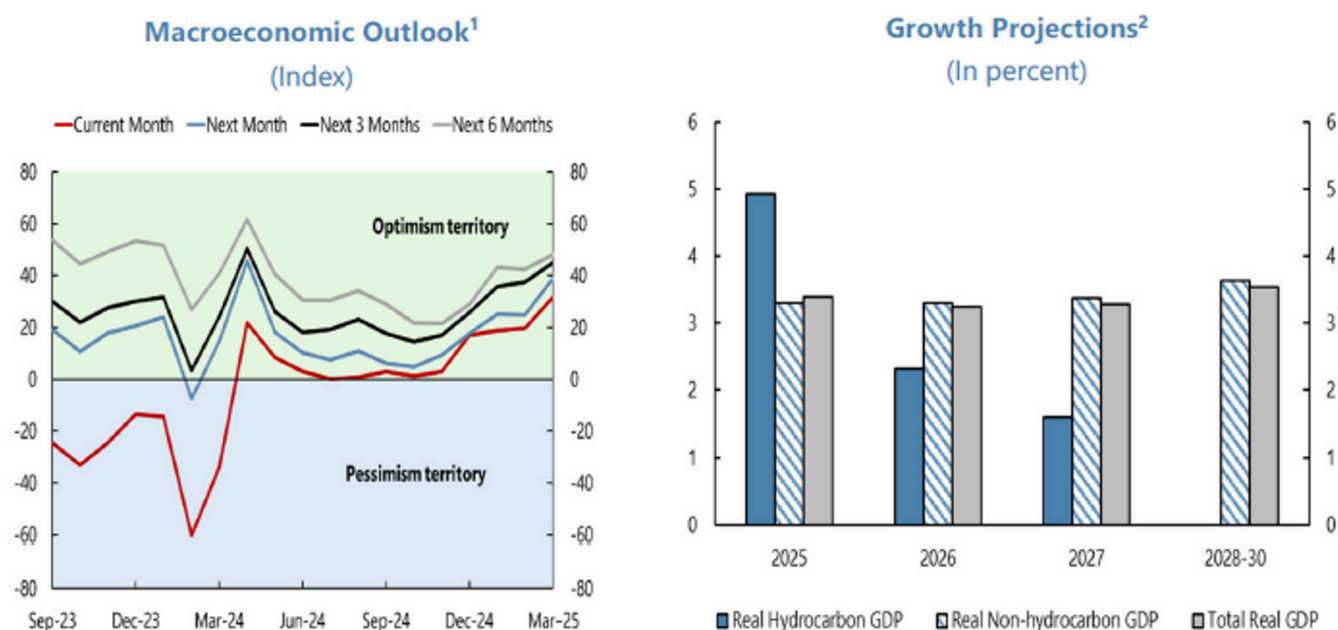 Macroeconomic Outlook¹
(Index)
Current Month Next Month Next 3 Months Next 6 Months
80 80
60 60
40 40
20 20
0 0
-20 -20
-40 -40
-60 -60
-80 -80
Optimism territory
Pessimism territory
Sep-23 Dec-23 Mar-24 Jun-24 Sep-24 Dec-24 Mar-25
Growth Projections²
(In percent)
6 6
5 5
4 4
3 3
2 2
1 1
0 0
2025 2026 2027 2028-30
Real Hydrocarbon GDP Real Non-hydrocarbon GDP Total Real GDP